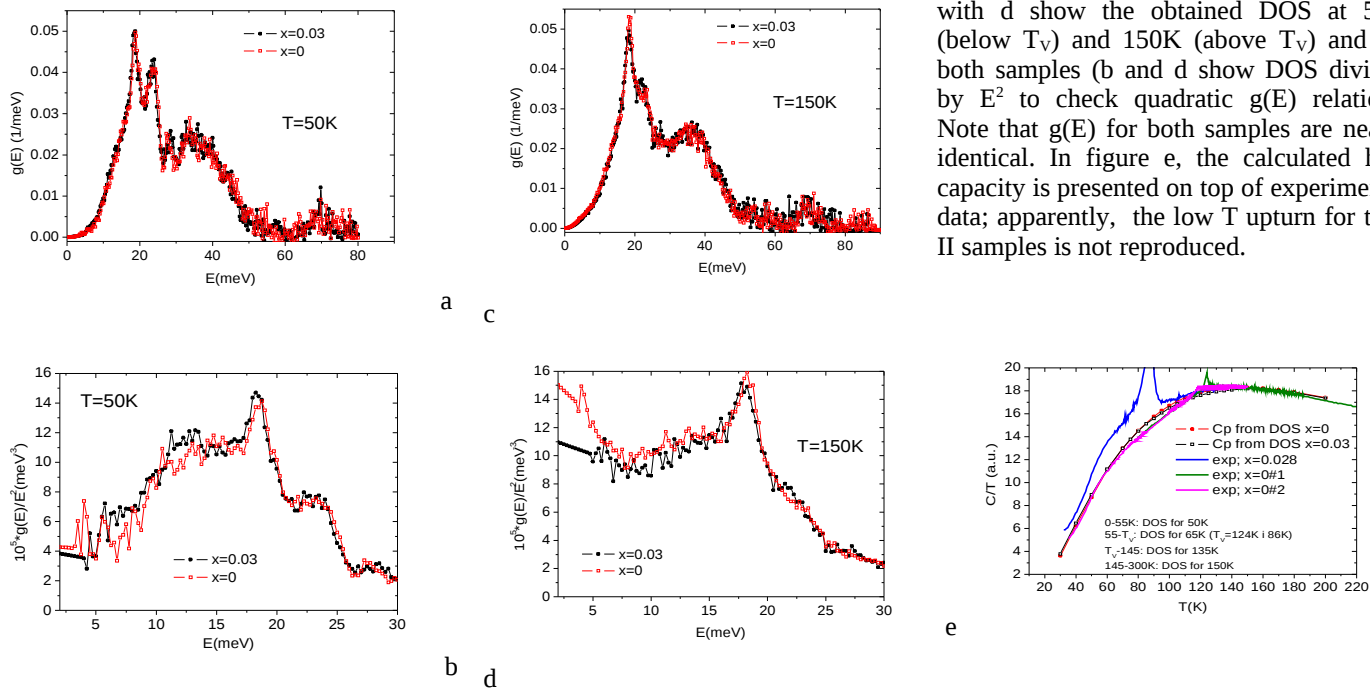 0.05
0.04
0.03
0.02
0.01
0.00
g(E) (1/meV)
x=0.03
x=0
T=50K
0 20 40 60 80
E(meV)
a
0.05
0.04
0.03
0.02
0.01
0.00
g(E) (1/meV)
x=0.03
x=0
T=150K
0 20 40 60 80
E(meV)
c
with d show the obtained DOS at 5
(below TV) and 150K (above TV) and
both samples (b and d show DOS divi
by E2 to check quadratic g(E) relatio
Note that g(E) for both samples are nea
identical. In figure e, the calculated h
capacity is presented on top of experime
data; apparently, the low T upturn for t
II samples is not reproduced.
16
14
12
10
8
6
4
2
0
10⁵*g(E)/E²(meV³)
T=50K
x=0.03
x=0
5 10 15 20 25 30
E(meV)
b
16
14
12
10
8
6
4
2
0
10⁵*g(E)/E²(meV³)
T=150K
x=0.03
x=0
5 10 15 20 25 30
E(meV)
d
20
18
16
14
12
10
8
6
4
2
C/T (a.u.)
Cp from DOS x=0
Cp from DOS x=0.03
exp; x=0.028
exp; x=0#1
exp; x=0#2
0-55K: DOS for 50K
55-TV: DOS for 65K (TV=124K i 86K)
TV-145: DOS for 135K
145-300K: DOS for 150K
20 40 60 80 100 120 140 160 180 200 220
T(K)
e